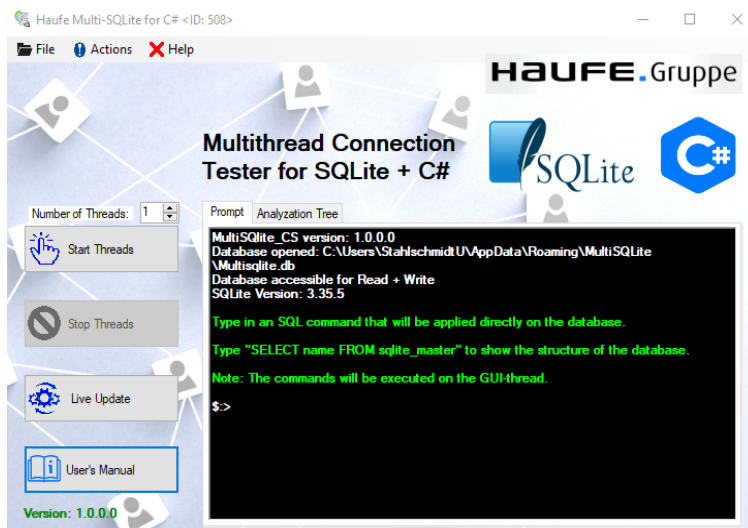 Haufe Multi-SQLite for C# <ID: 508>
File Actions Help
HAUFE.Gruppe
Multithread Connection
Tester for SQLite + C#
SQLite
C#
Number of Threads: 1
Prompt Analyzation Tree
Start Threads
Stop Threads
Live Update
User's Manual
Version: 1.0.0.0
MultiSQlite_CS version: 1.0.0.0
Database opened: C:\Users\StahlschmidtU\AppData\Roaming\MultiSQLite
\Multisqlite.db
Database accessible for Read + Write
SQLite Version: 3.35.5
Type in an SQL command that will be applied directly on the database.
Type "SELECT name FROM sqlite_master" to show the structure of the database.
Note: The commands will be executed on the GUI-thread.
$:>